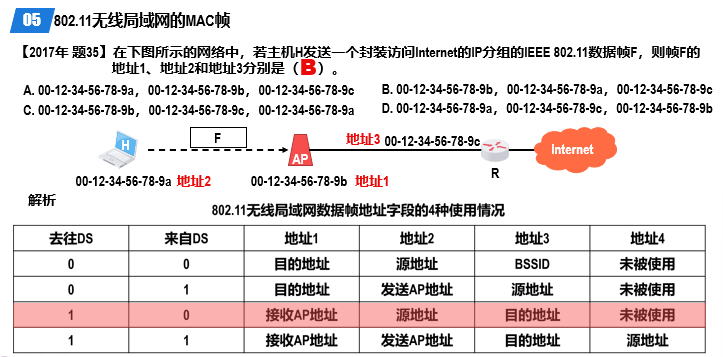 05 802.11无线局域网的MAC帧
【2017年 题35】在下图所示的网络中，若主机H发送一个封装访问Internet的IP分组的IEEE 802.11数据帧F，则帧F的
地址1、地址2和地址3分别是（B）。
A. 00-12-34-56-78-9a，00-12-34-56-78-9b，00-12-34-56-78-9c
B. 00-12-34-56-78-9b，00-12-34-56-78-9a，00-12-34-56-78-9c
C. 00-12-34-56-78-9b，00-12-34-56-78-9c，00-12-34-56-78-9a
D. 00-12-34-56-78-9a，00-12-34-56-78-9c，00-12-34-56-78-9b
H
F
AP
地址3 00-12-34-56-78-9c
R
Internet
00-12-34-56-78-9a 地址2
00-12-34-56-78-9b 地址1
解析
802.11无线局域网数据帧地址字段的4种使用情况
去往DS 来自DS 地址1 地址2 地址3 地址4
0 0 目的地址 源地址 BSSID 未被使用
0 1 目的地址 发送AP地址 源地址 未被使用
1 0 接收AP地址 源地址 目的地址 未被使用
1 1 接收AP地址 发送AP地址 目的地址 源地址